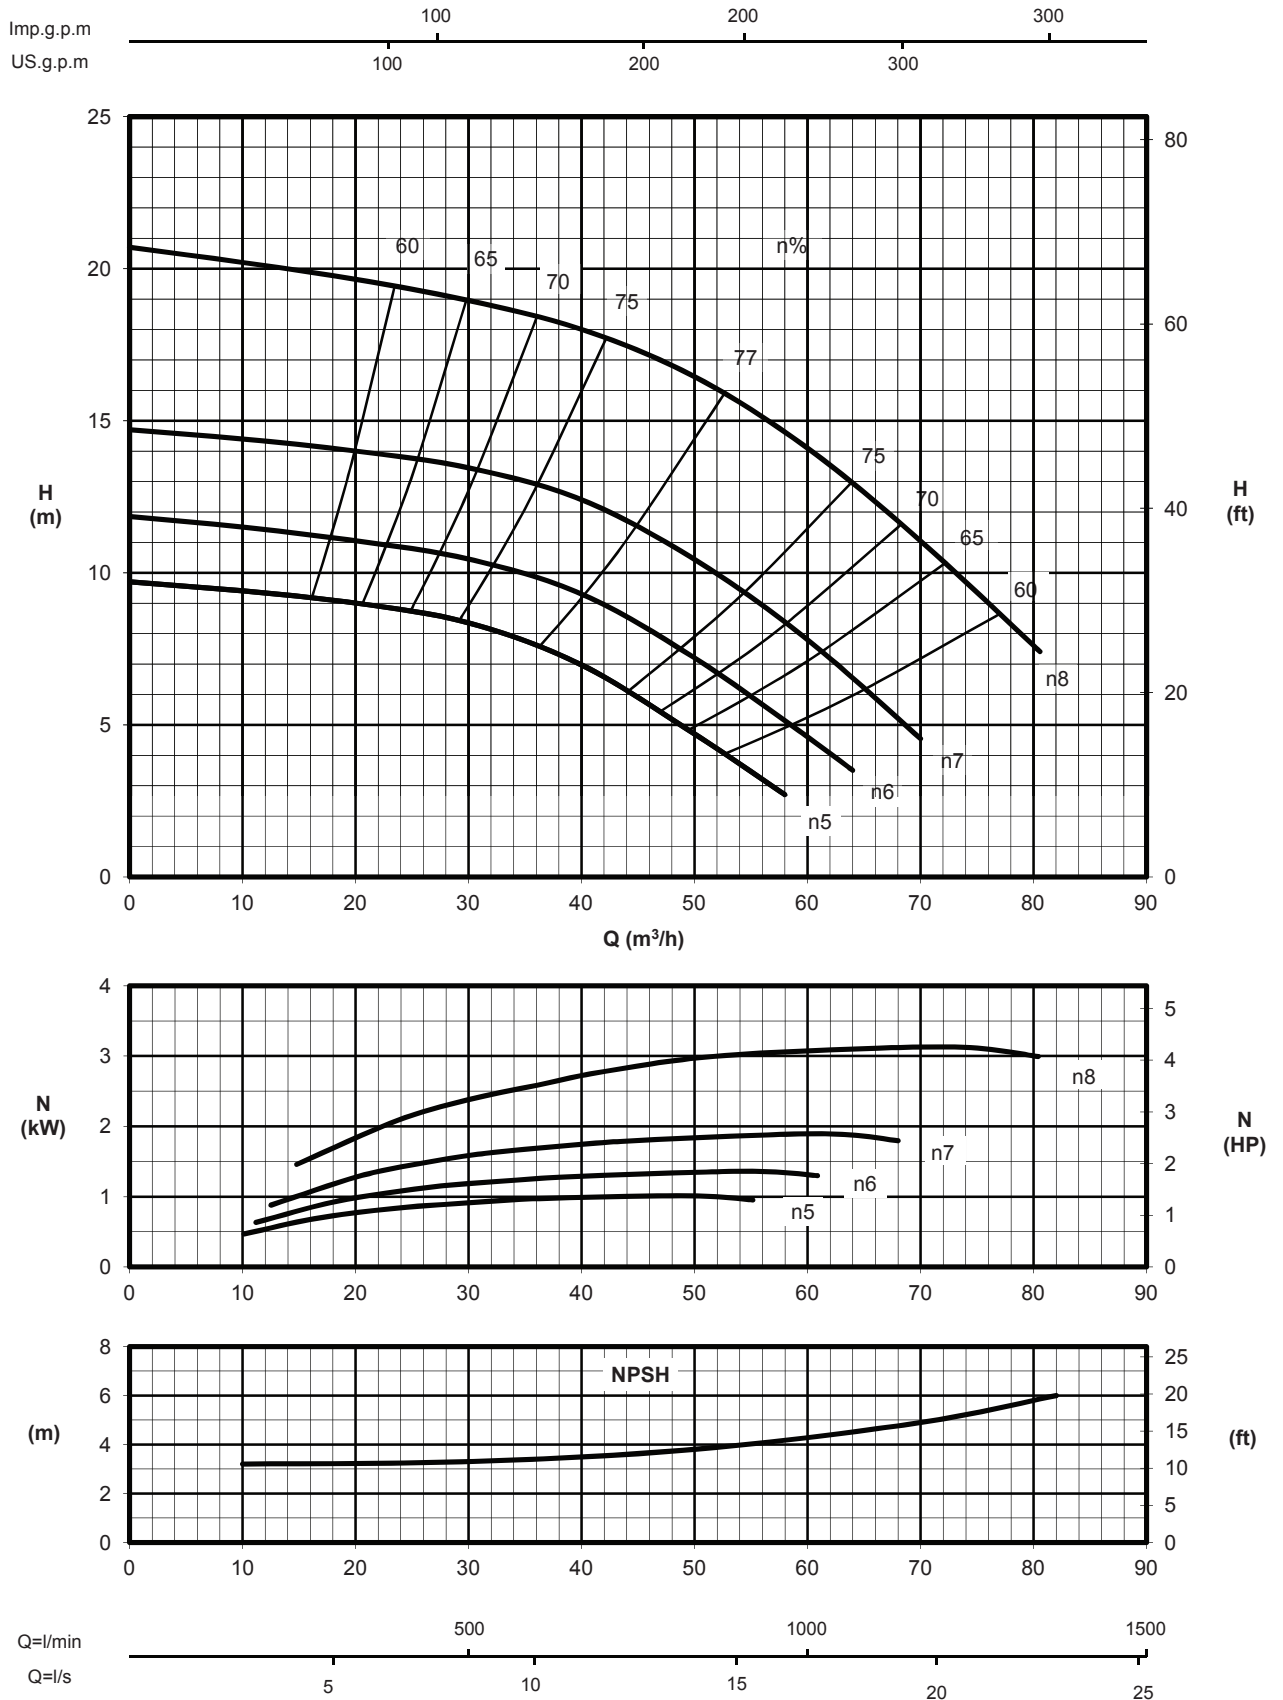 Imp.g.p.m 100 200 300
US.g.p.m 100 200 300
25 80
60 65 n%
20 70
75 60
77
15 75
H (m) 70 40 H (ft)
65
10 60
n8 20
5 n7
n6
n5
0 0
0 10 20 30 40 50 60 70 80 90
Q (m³/h)
4 5
3 n8 4
N (kW) 2 3 N (HP)
n7 2
1 n6 n5 1
0 0
0 10 20 30 40 50 60 70 80 90
8 25
NPSH
6 20
(m) 15 (ft)
4 10
2 5
0 0
0 10 20 30 40 50 60 70 80 90
Q=l/min 500 1000 1500
Q=l/s 5 10 15 20 25